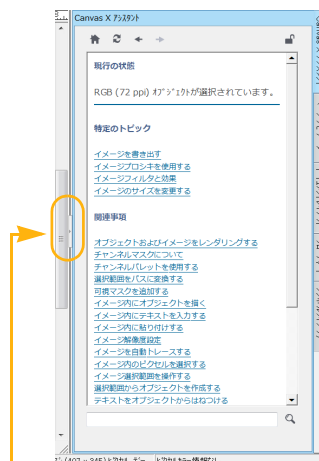 Canvas X ｱｼｽﾀﾝﾄ
現行の状態
RGB (72 ppi) ｵﾌﾞｼﾞｪｸﾄが選択されています。
特定のトピック
イメージを書き出す
イメージプロシキを使用する
イメージフィルタと効果
イメージのサイズを変更する
関連事項
オブジェクトおよびイメージをレンダリングする
チャンネルマスクについて
チャンネルパレットを使用する
選択範囲をパスに変換する
可視マスクを追加する
イメージ内にオブジェクトを描く
イメージ内にテキストを入力する
イメージ内に貼り付けする
イメージ解像度設定
イメージを自動トレースする
イメージ内のピクセルを選択する
イメージ選択範囲を操作する
選択範囲からオブジェクトを作成する
テキストをオブジェクトからはねつける